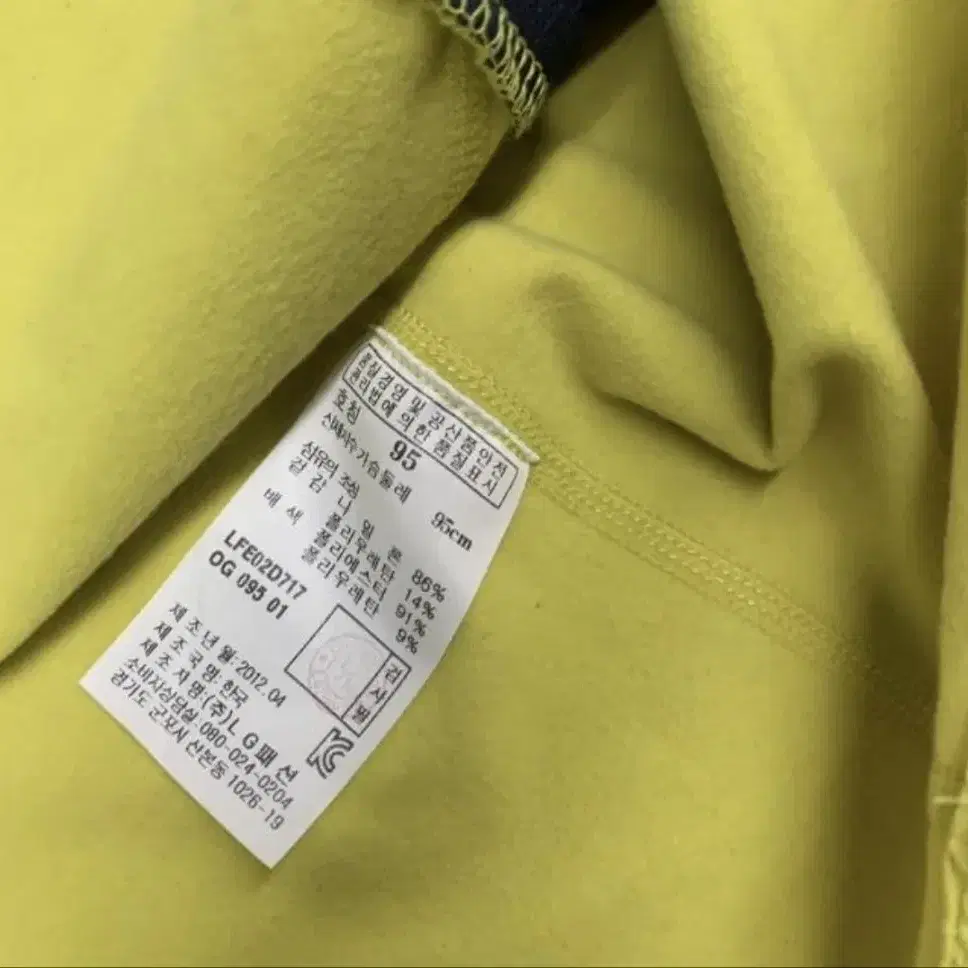 품질경영 및 공산품안전
관리법에 의한 품질표시
호칭 95
신체치수가슴둘레 95cm
섬유의 조성
겉감 나일론 86%
폴리우레탄 14%
배색 폴리에스터 91%
폴리우레탄 9%
LFE02D717
OG 095 01
검사필
제조년월:2012.04
제조국명:한국
제조자명:(주)LG패션
소비자상담실:080-024-0204
경기도 군포시 산본동 1026-19